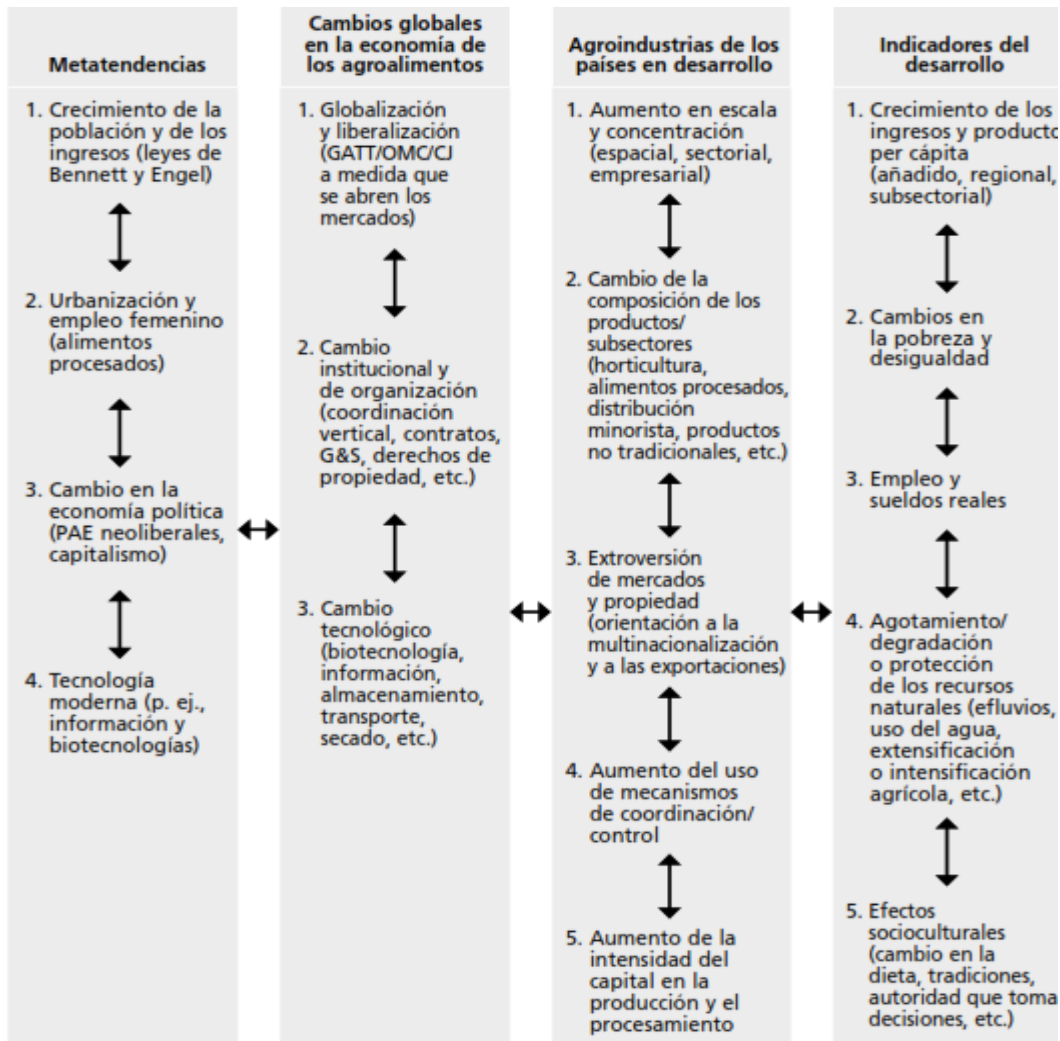 Metatendencias
1. Crecimiento de la
población y de los
ingresos (leyes de
Bennett y Engel)
2. Urbanización y
empleo femenino
(alimentos
procesados)
3. Cambio en la
economía política
(PAE neoliberales,
capitalismo)
4. Tecnología
moderna (p. ej.,
información y
biotecnologías)
Cambios globales
en la economía de
los agroalimentos
1. Globalización
y liberalización
(GATT/OMC/CJ
a medida que
se abren los
mercados)
2. Cambio
institucional y
de organización
(coordinación
vertical, contratos,
G&S, derechos de
propiedad, etc.)
3. Cambio
tecnológico
(biotecnología,
información,
almacenamiento,
transporte,
secado, etc.)
Agroindustrias de los
países en desarrollo
1. Aumento en escala
y concentración
(espacial, sectorial,
empresarial)
2. Cambio de la
composición de los
productos/
subsectores
(horticultura,
alimentos procesados,
distribución
minorista, productos
no tradicionales, etc.)
3. Extroversión
de mercados
y propiedad
(orientación a la
multinacionalización
y a las exportaciones)
4. Aumento del uso
de mecanismos
de coordinación/
control
5. Aumento de la
intensidad del
capital en la
producción y el
procesamiento
Indicadores del
desarrollo
1. Crecimiento de los
ingresos y producto
per cápita
(añadido, regional,
subsectorial)
2. Cambios en
la pobreza y
desigualdad
3. Empleo y
sueldos reales
4. Agotamiento/
degradación
o protección
de los recursos
naturales (efluvios,
uso del agua,
extensificación
o intensificación
agrícola, etc.)
5. Efectos
socioculturales
(cambio en la
dieta, tradiciones,
autoridad que toma
decisiones, etc.)